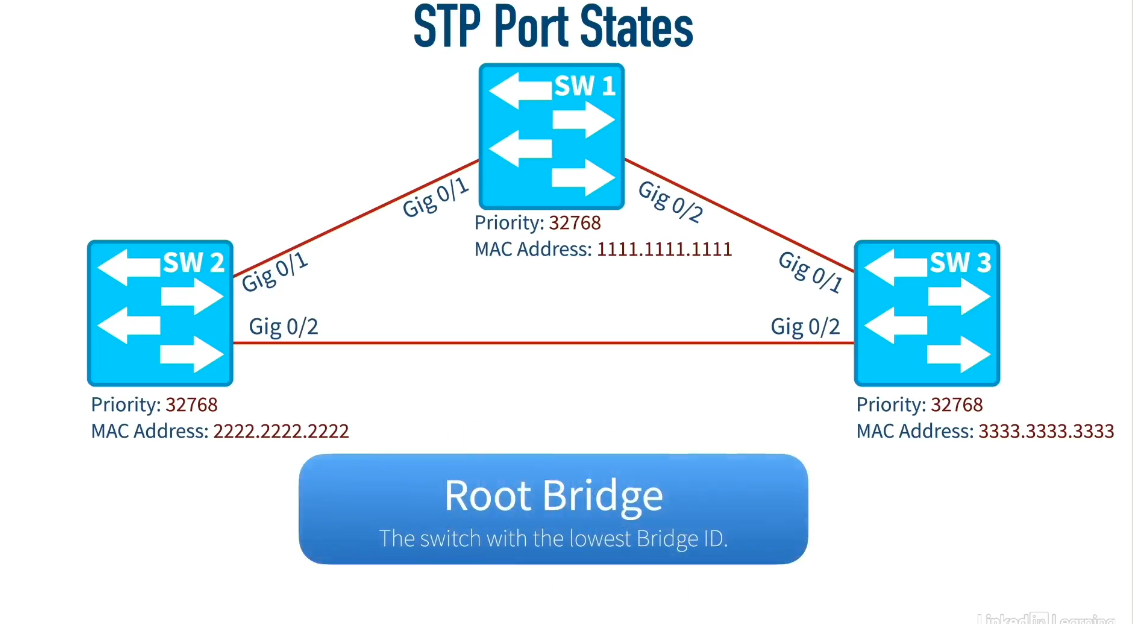 STP Port States
SW 1
Gig 0/1
Gig 0/2
Priority: 32768
MAC Address: 1111.1111.1111
SW 2
Gig 0/1
Gig 0/2
SW 3
Gig 0/1
Gig 0/2
Priority: 32768
MAC Address: 2222.2222.2222
Priority: 32768
MAC Address: 3333.3333.3333
Root Bridge
The switch with the lowest Bridge ID.
Linked in Learning